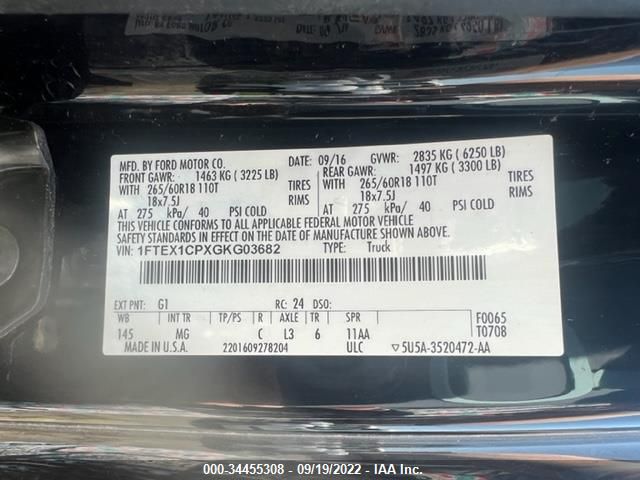 MFD. BY FORD MOTOR CO.
DATE: 09/16 GVWR: 2835 KG ( 6250 LB)
FRONT GAWR: 1463 KG ( 3225 LB) REAR GAWR: 1497 KG ( 3300 LB)
WITH 265/60R18 110T TIRES WITH 265/60R18 110T TIRES
18x7.5J RIMS 18x7.5J RIMS
AT 275 kPa/ 40 PSI COLD AT 275 kPa/ 40 PSI COLD
THIS VEHICLE CONFORMS TO ALL APPLICABLE FEDERAL MOTOR VEHICLE
SAFETY STANDARDS IN EFFECT ON THE DATE OF MANUFACTURE SHOWN ABOVE.
VIN: 1FTEX1CPXGKG03682 TYPE: Truck
EXT PNT: G1 RC: 24 DSO:
WB INT TR TP/PS R AXLE TR SPR F0065
145 MG C L3 6 11AA T0708
MADE IN U.S.A. 2201609278204 ULC ▽5U5A-3520472-AA
000-34455308 - 09/19/2022 - IAA Inc.